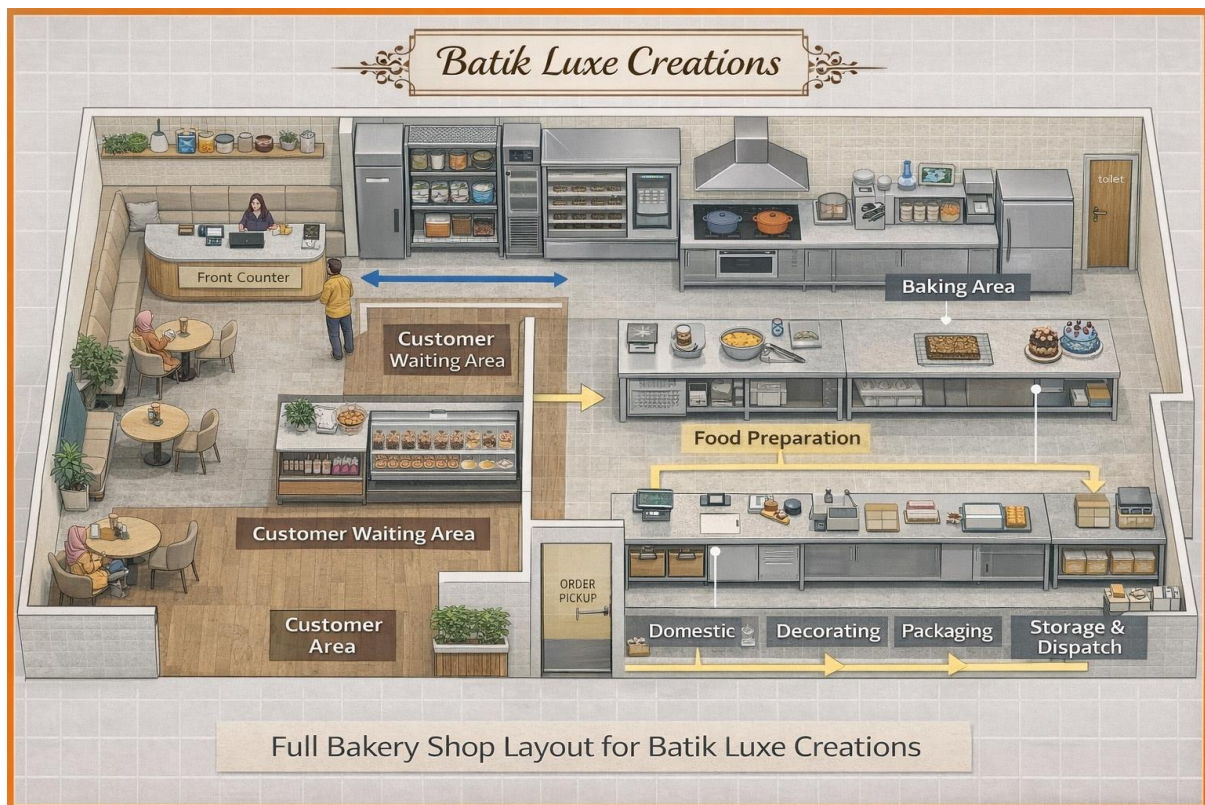 Batik Luxe Creations
toilet
Front Counter
Baking Area
Customer
Waiting Area
Food Preparation
Customer Waiting Area
ORDER
PICKUP
Customer
Area
Domestic
Decorating
Packaging
Storage &
Dispatch
Full Bakery Shop Layout for Batik Luxe Creations